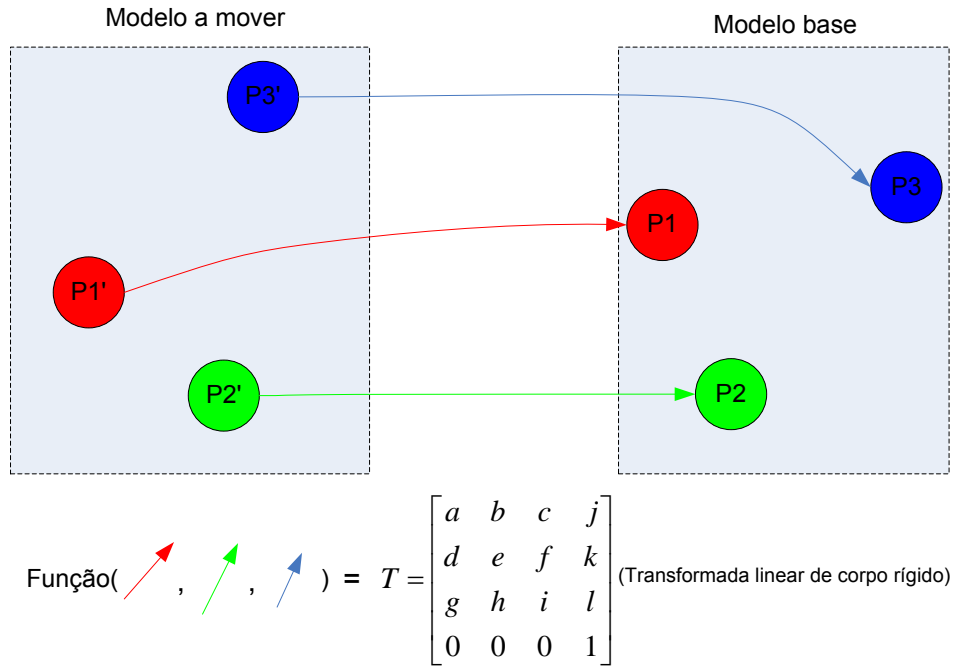 Modelo a mover
Modelo base
P3'
P3
P1
P1'
P2'
P2
Função( , , ) = T =
a b c j
d e f k
g h i l
0 0 0 1
(Transformada linear de corpo rígido)